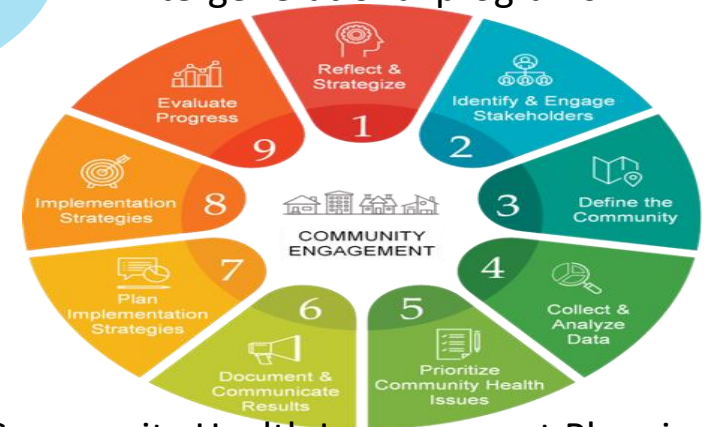 Reflect &
Strategize
1
Identify & Engage
Stakeholders
2
3
Define the
Community
4
Collect &
Analyze
Data
5
Prioritize
Community Health
Issues
6
Document &
Communicate
Results
7
Plan
Implementation
Strategies
8
Implementation
Strategies
Evaluate
Progress
9
COMMUNITY
ENGAGEMENT